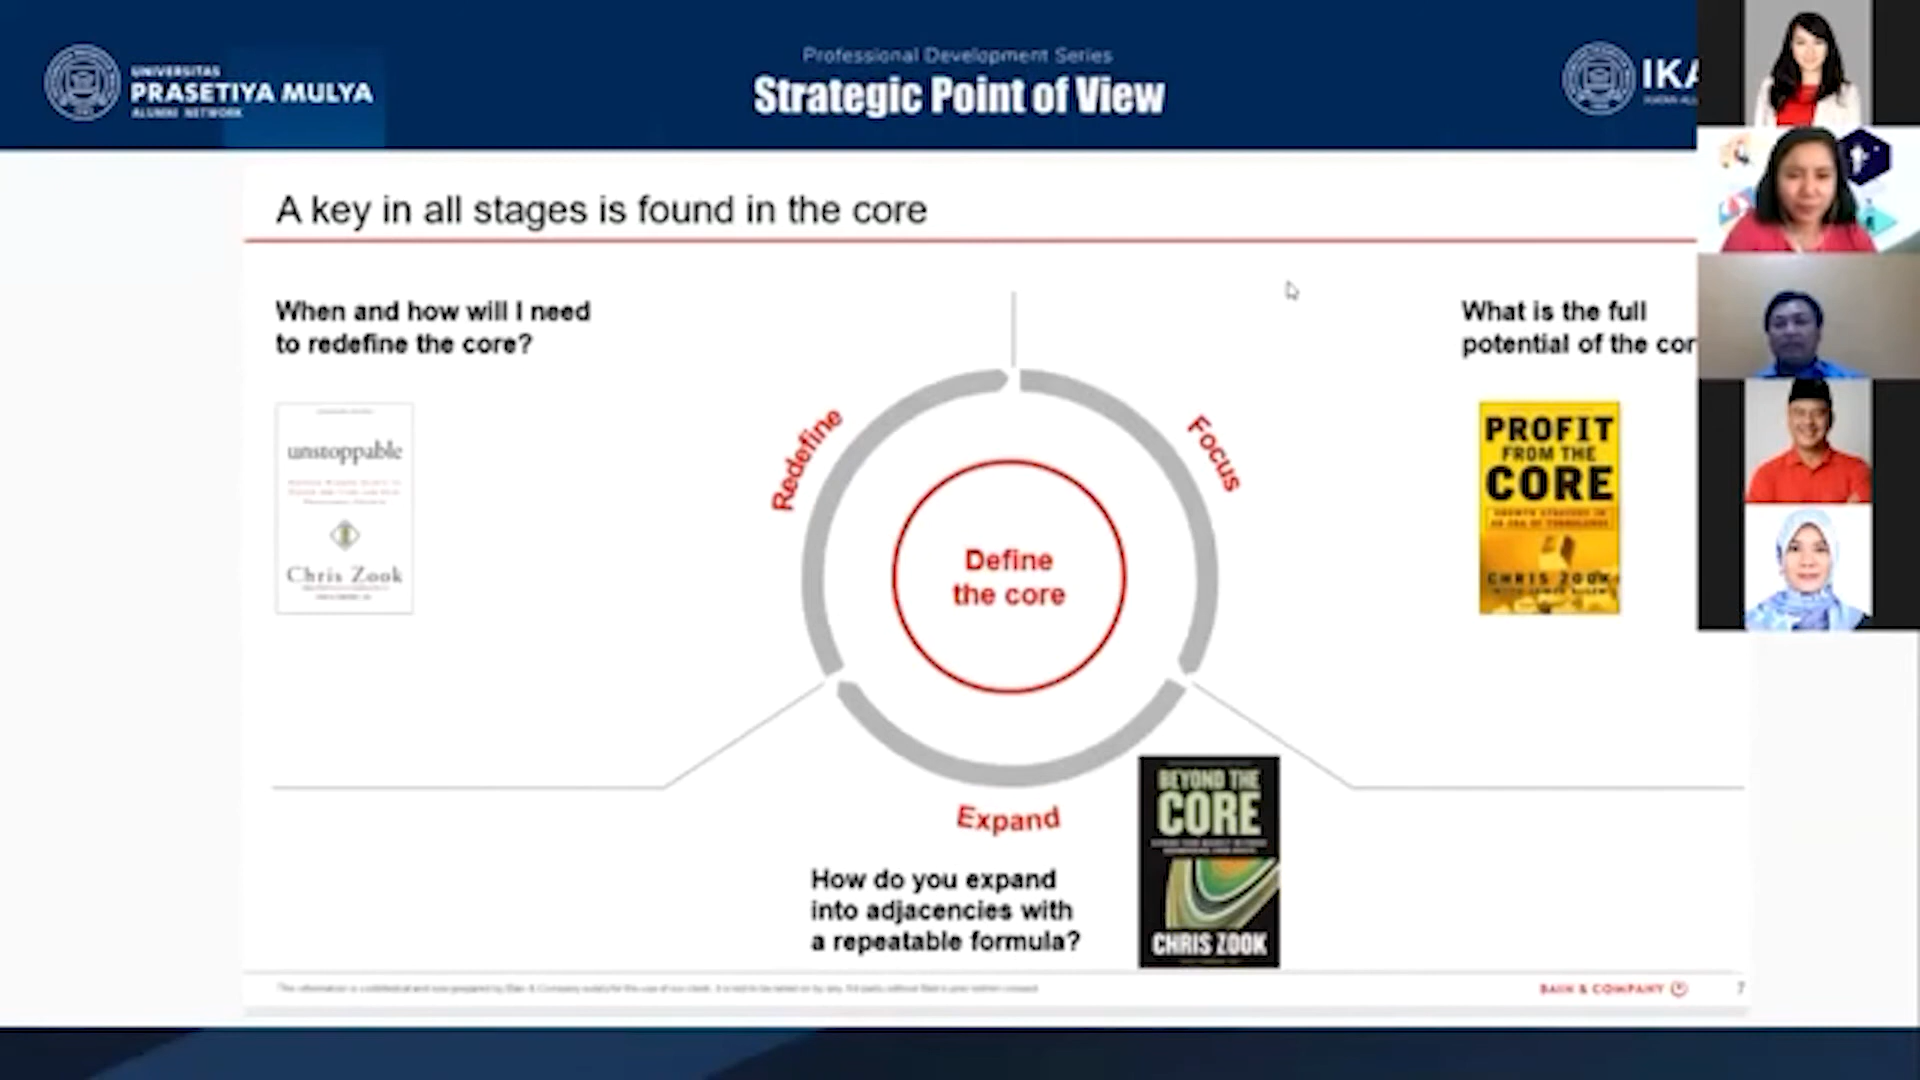 UNIVERSITAS
PRASETIYA MULYA
ALUMNI NETWORK
Professional Development Series
Strategic Point of View
IKA
A key in all stages is found in the core
When and how will I need
to redefine the core?
What is the full
potential of the cor
unstoppable
Chris Zook
Redefine
Focus
Define
the core
PROFIT
FROM THE
CORE
CHRIS ZOOK
Expand
How do you expand
into adjacencies with
a repeatable formula?
BEYOND THE
CORE
CHRIS ZOOK
BAIN & COMPANY
7